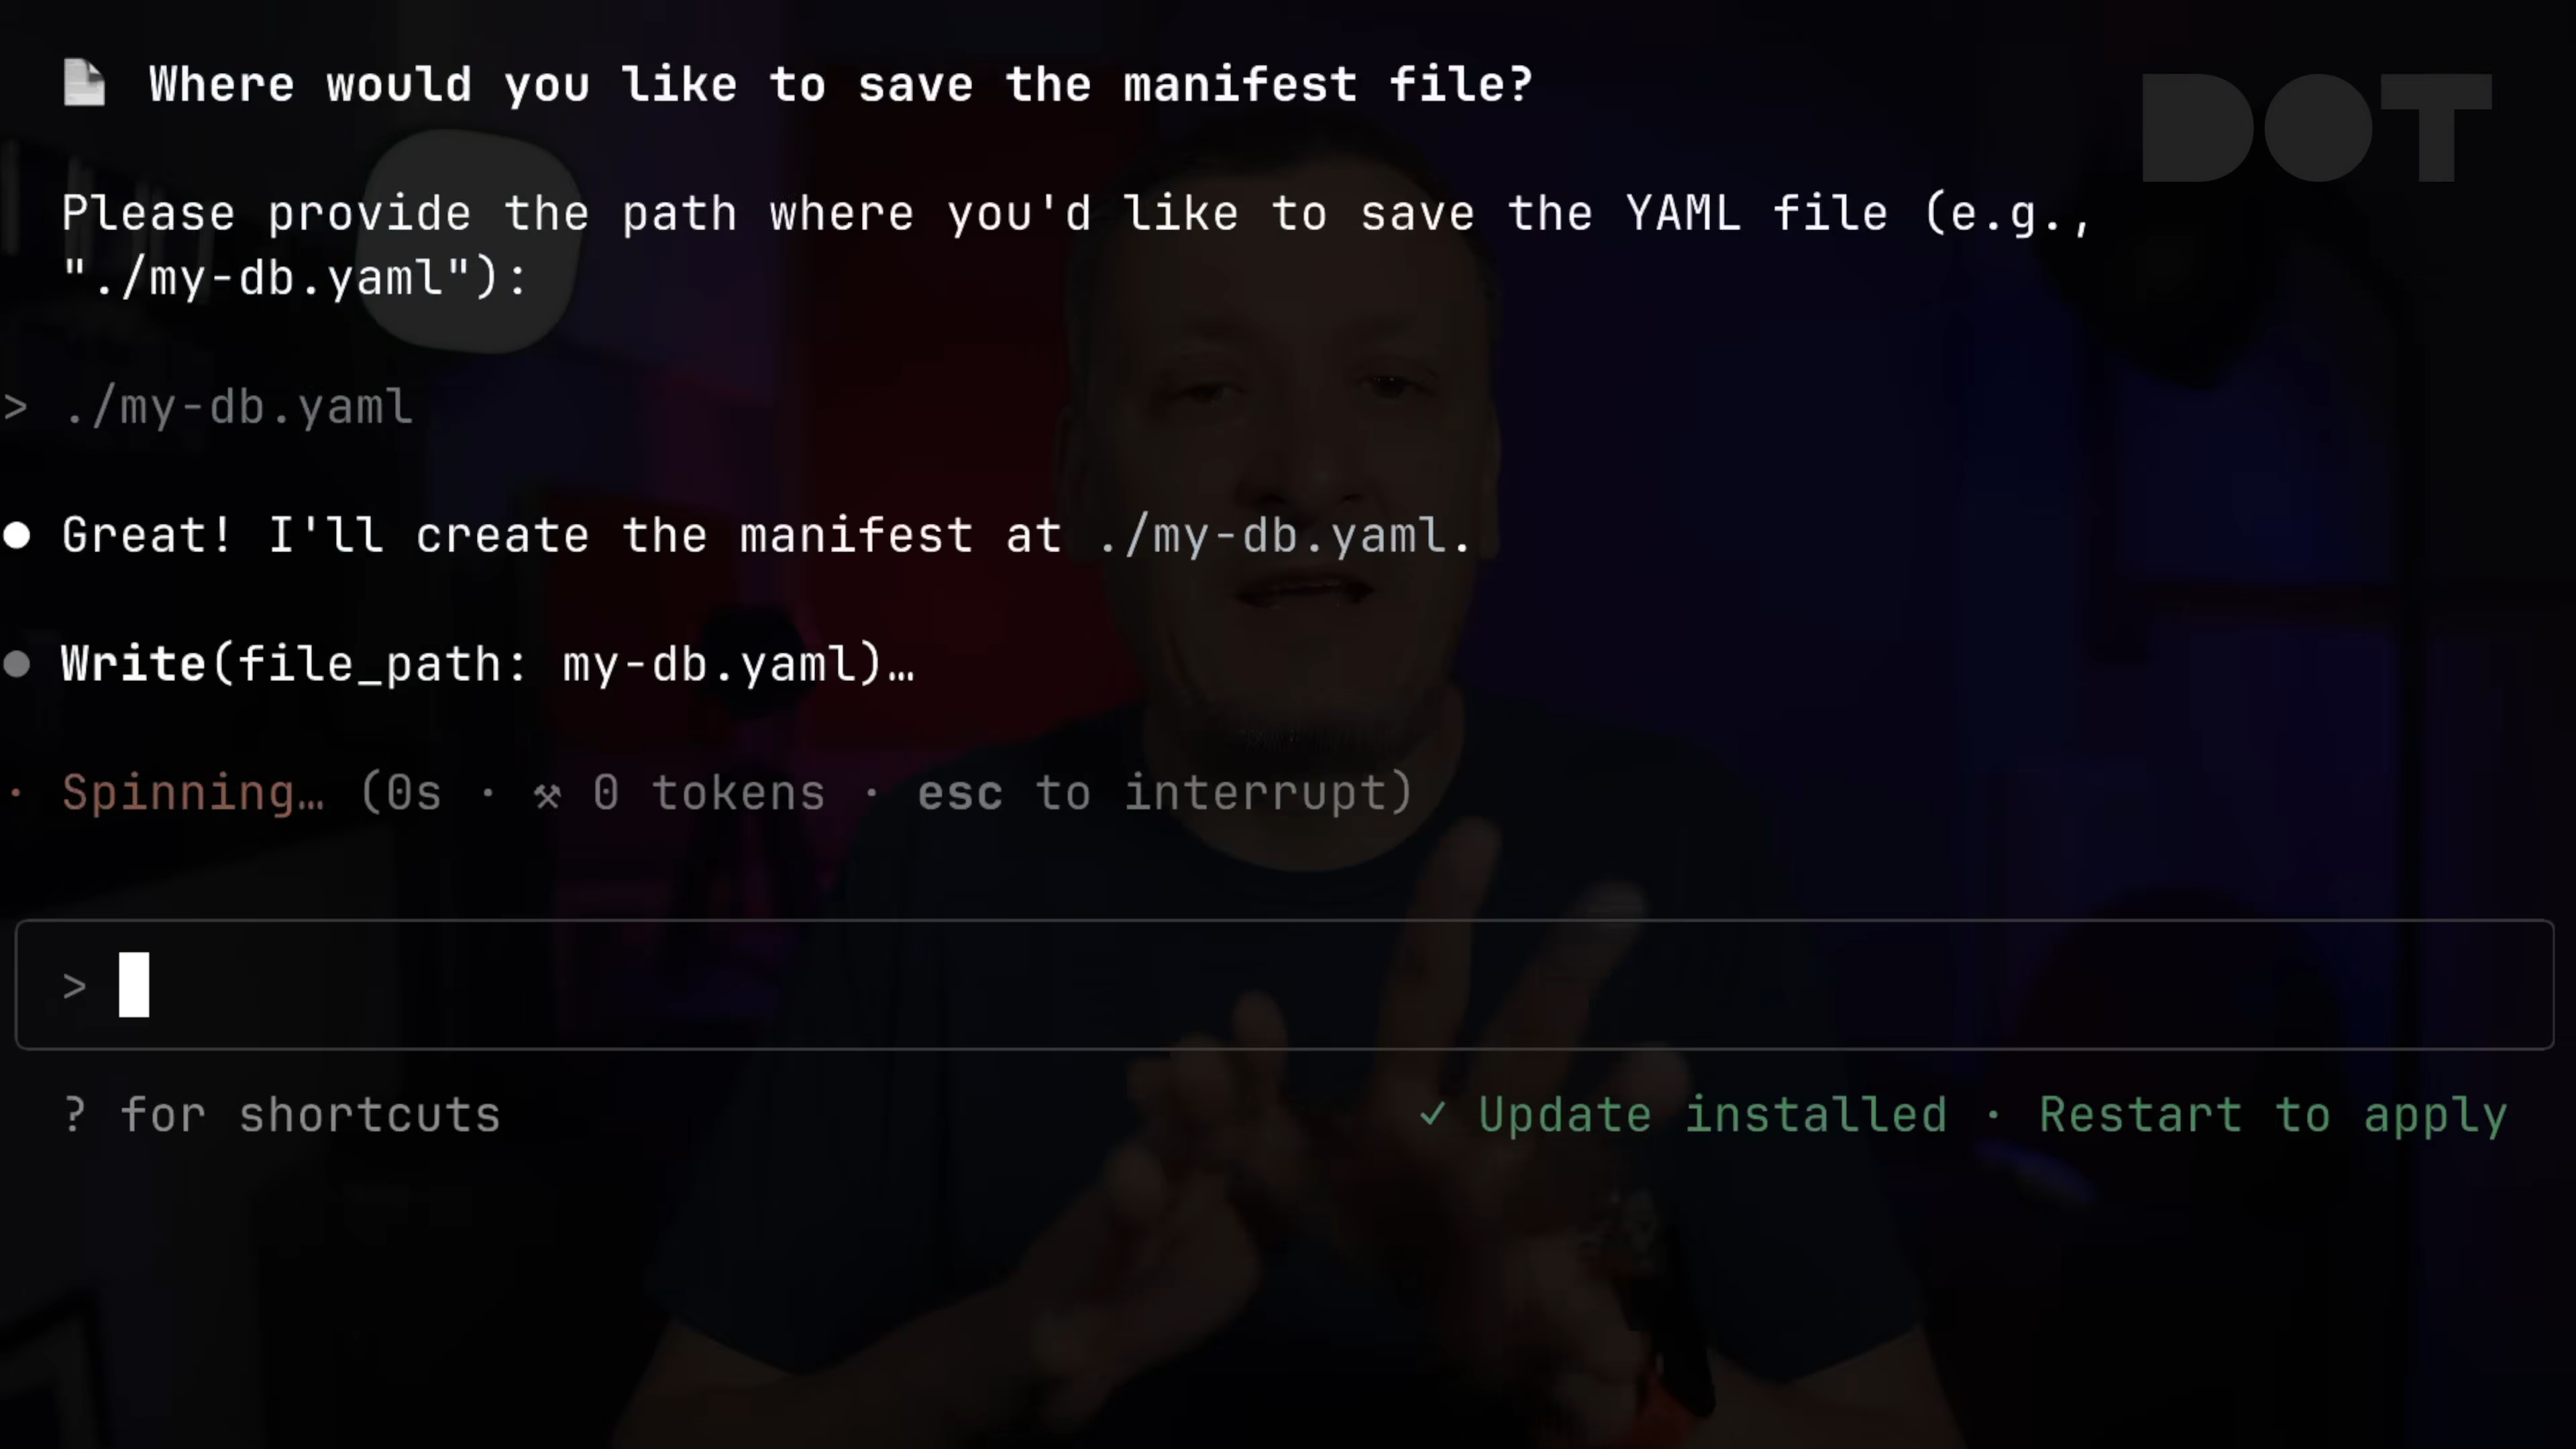 Where would you like to save the manifest file?
DOT
Please provide the path where you'd like to save the YAML file (e.g.,
"./my-db.yaml"):
> ./my-db.yaml
● Great! I'll create the manifest at ./my-db.yaml.
● Write(file_path: my-db.yaml)…
· Spinning… (0s · ⚒ 0 tokens · esc to interrupt)
>
? for shortcuts
✓ Update installed · Restart to apply